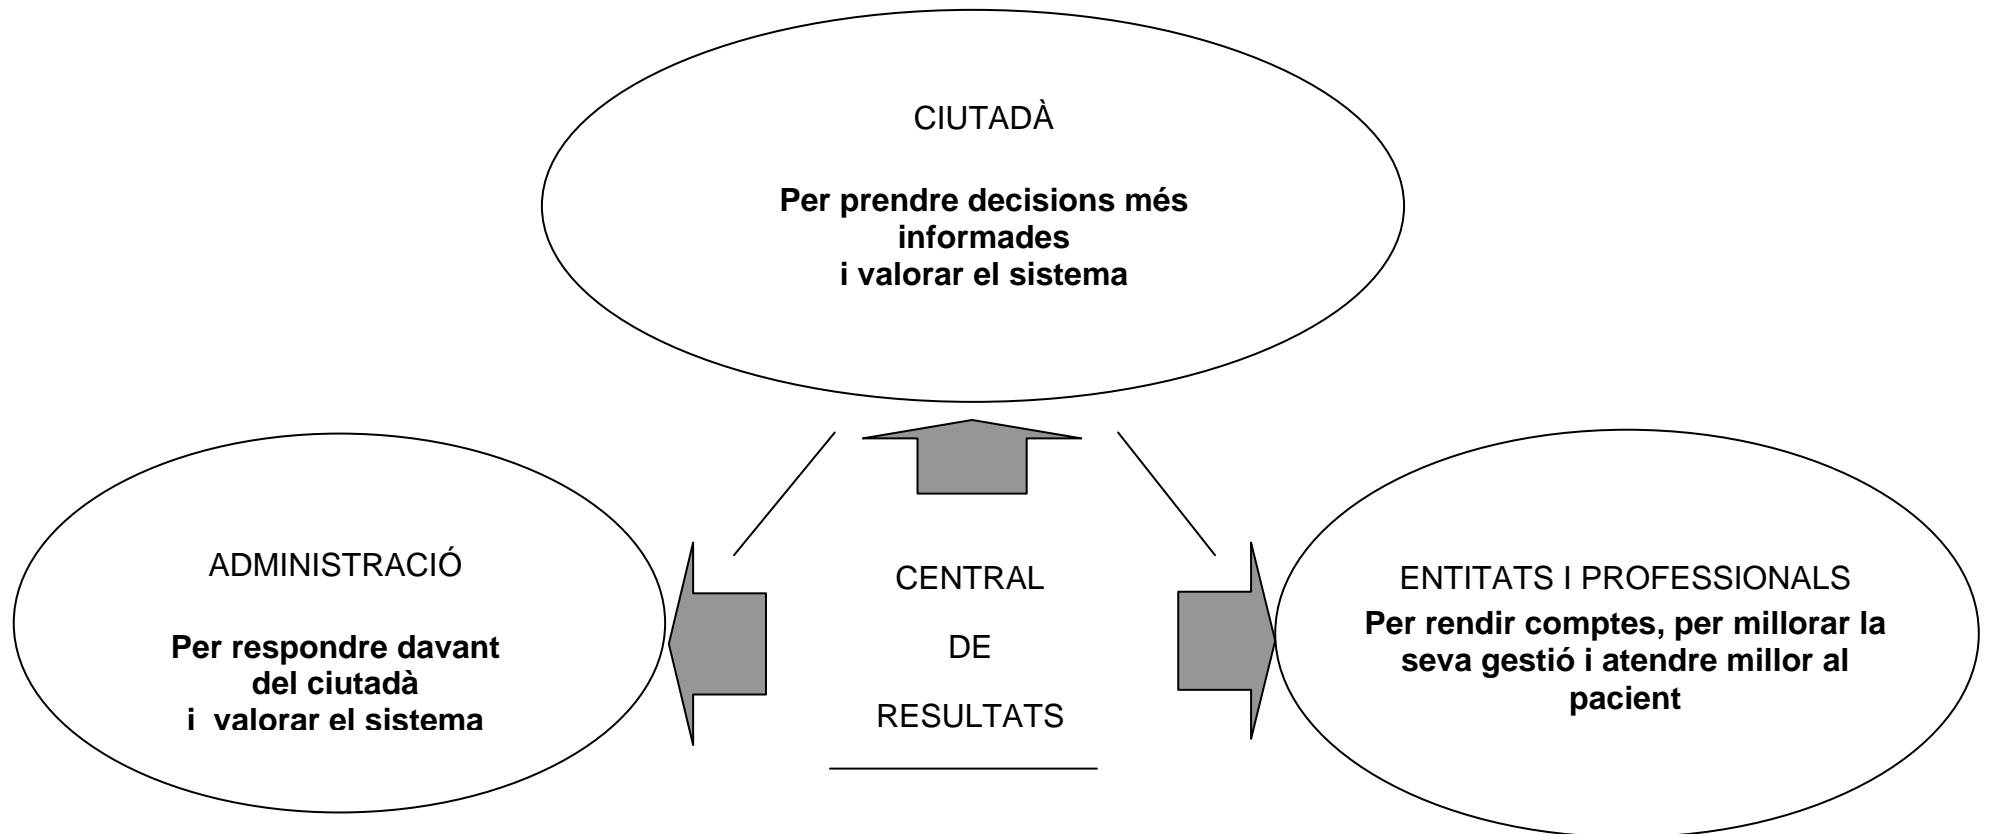 CIUTADÀ
Per prendre decisions més
informades
i valorar el sistema
ADMINISTRACIÓ
Per respondre davant
del ciutadà
i valorar el sistema
CENTRAL
DE
RESULTATS
ENTITATS I PROFESSIONALS
Per rendir comptes, per millorar la
seva gestió i atendre millor al
pacient